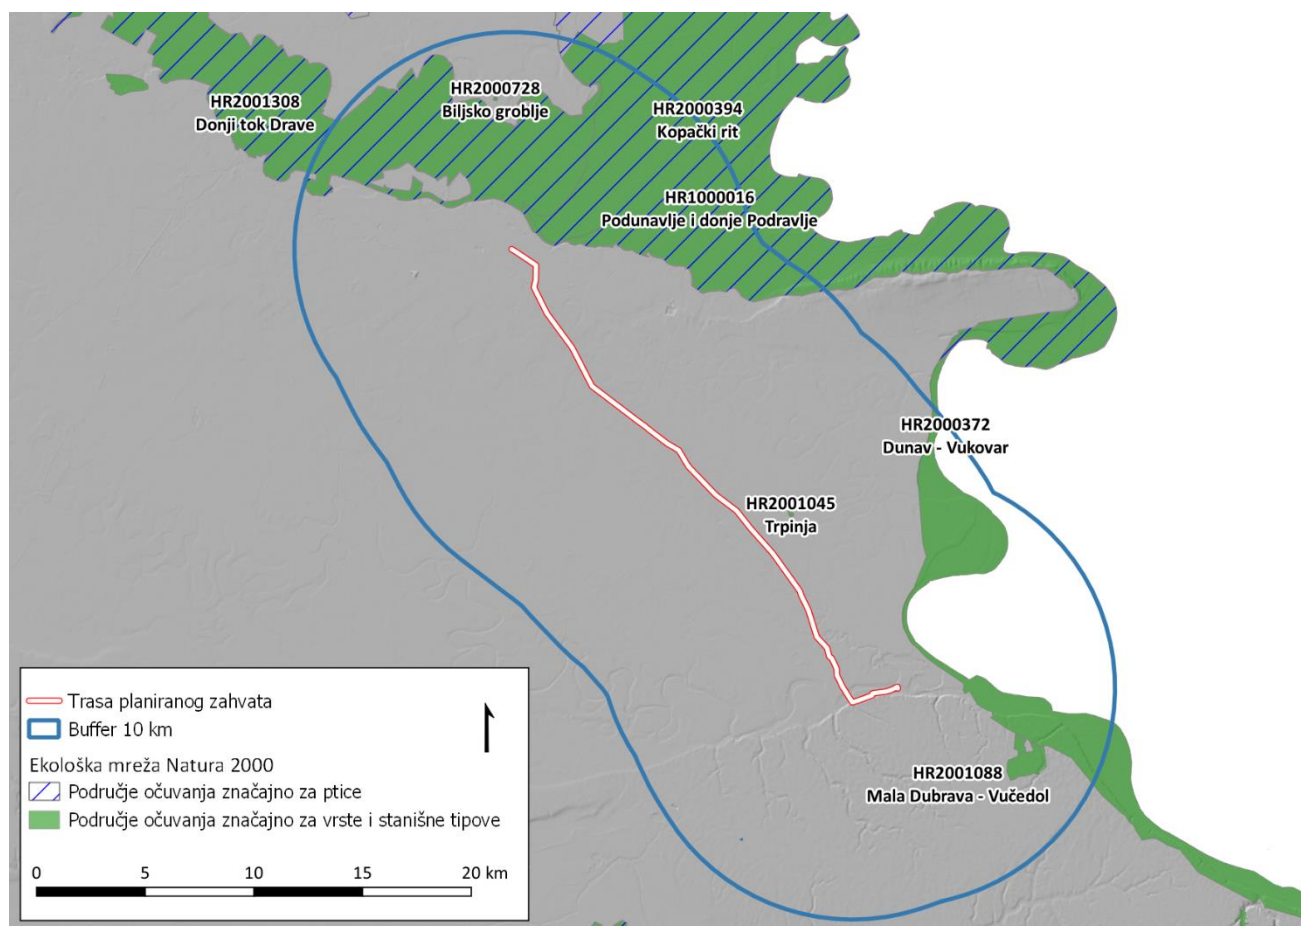 HR2000728
Biljsko groblje
HR2001308
Donji tok Drave
HR2000394
Kopački rit
HR1000016
Podunavlje i donje Podravlje
HR2000372
Dunav - Vukovar
HR2001045
Trpinja
HR2001088
Mala Dubrava - Vučedol
Trasa planiranog zahvata
Buffer 10 km
Ekološka mreža Natura 2000
Područje očuvanja značajno za ptice
Područje očuvanja značajno za vrste i stanišne tipove
0 5 10 15 20 km